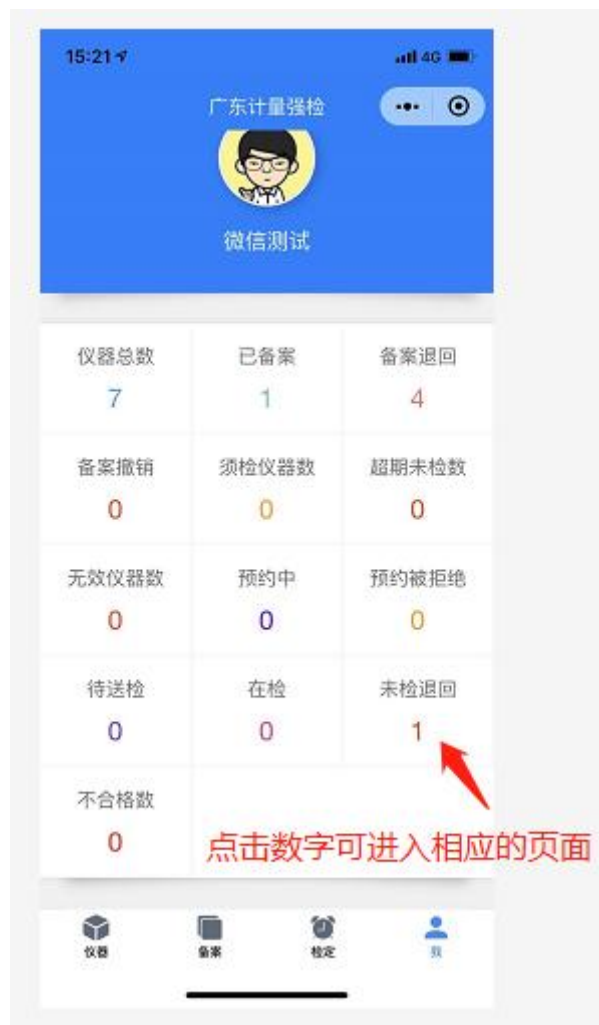 15:21
4G
广东计量强检
微信测试
仪器总数 已备案 备案退回
7 1 4
备案撤销 须检仪器数 超期未检数
0 0 0
无效仪器数 预约中 预约被拒绝
0 0 0
待送检 在检 未检退回
0 0 1
不合格数
0
点击数字可进入相应的页面
仪器 备案 检定 我